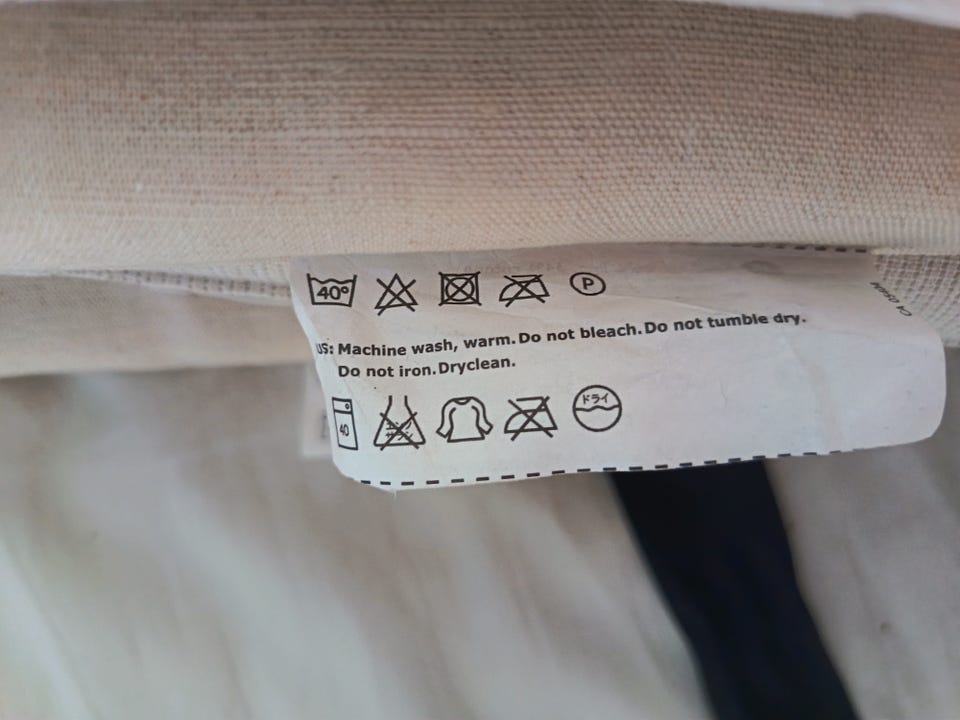 40°
P
US: Machine wash, warm. Do not bleach. Do not tumble dry.
Do not iron. Dryclean.
40
ドライ